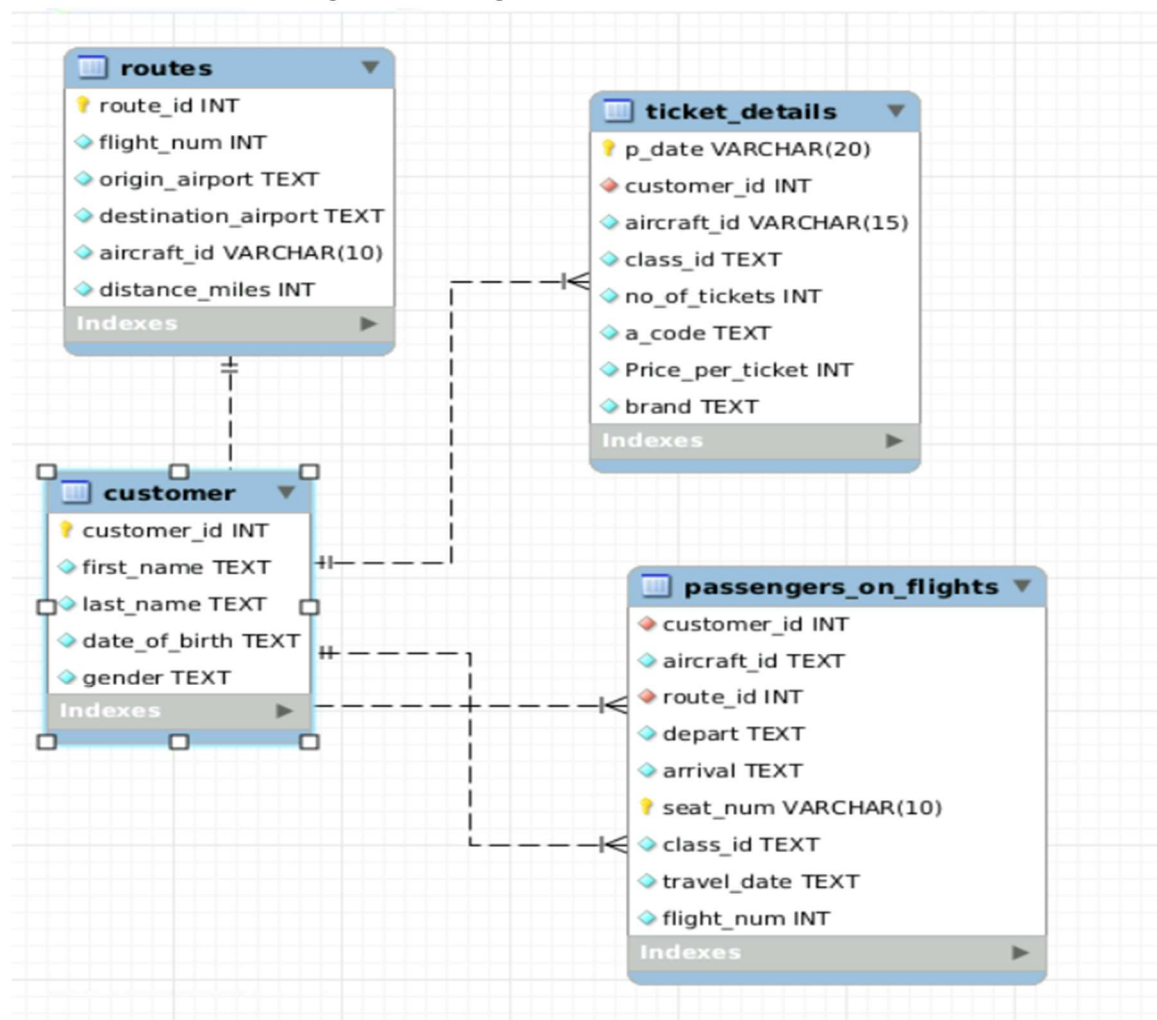 routes
route_id INT
flight_num INT
origin_airport TEXT
destination_airport TEXT
aircraft_id VARCHAR(10)
distance_miles INT
Indexes
ticket_details
p_date VARCHAR(20)
customer_id INT
aircraft_id VARCHAR(15)
class_id TEXT
no_of_tickets INT
a_code TEXT
Price_per_ticket INT
brand TEXT
Indexes
customer
customer_id INT
first_name TEXT
last_name TEXT
date_of_birth TEXT
gender TEXT
Indexes
passengers_on_flights
customer_id INT
aircraft_id TEXT
route_id INT
depart TEXT
arrival TEXT
seat_num VARCHAR(10)
class_id TEXT
travel_date TEXT
flight_num INT
Indexes